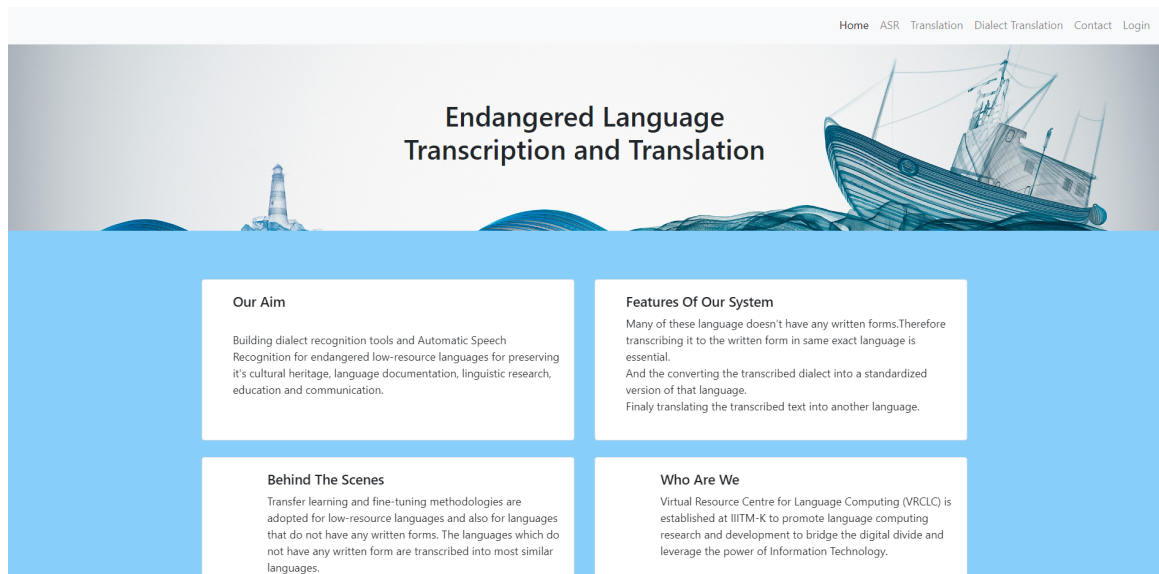 Home ASR Translation Dialect Translation Contact Login
Endangered Language
Transcription and Translation
Our Aim
Building dialect recognition tools and Automatic Speech
Recognition for endangered low-resource languages for preserving
it's cultural heritage, language documentation, linguistic research,
education and communication.
Features Of Our System
Many of these language doesn't have any written forms.Therefore
transcribing it to the written form in same exact language is
essential.
And the converting the transcribed dialect into a standardized
version of that language.
Finaly translating the transcribed text into another language.
Behind The Scenes
Transfer learning and fine-tuning methodologies are
adopted for low-resource languages and also for languages
that do not have any written forms. The languages which do
not have any written form are transcribed into most similar
languages.
Who Are We
Virtual Resource Centre for Language Computing (VRCLC) is
established at IIITM-K to promote language computing
research and development to bridge the digital divide and
leverage the power of Information Technology.